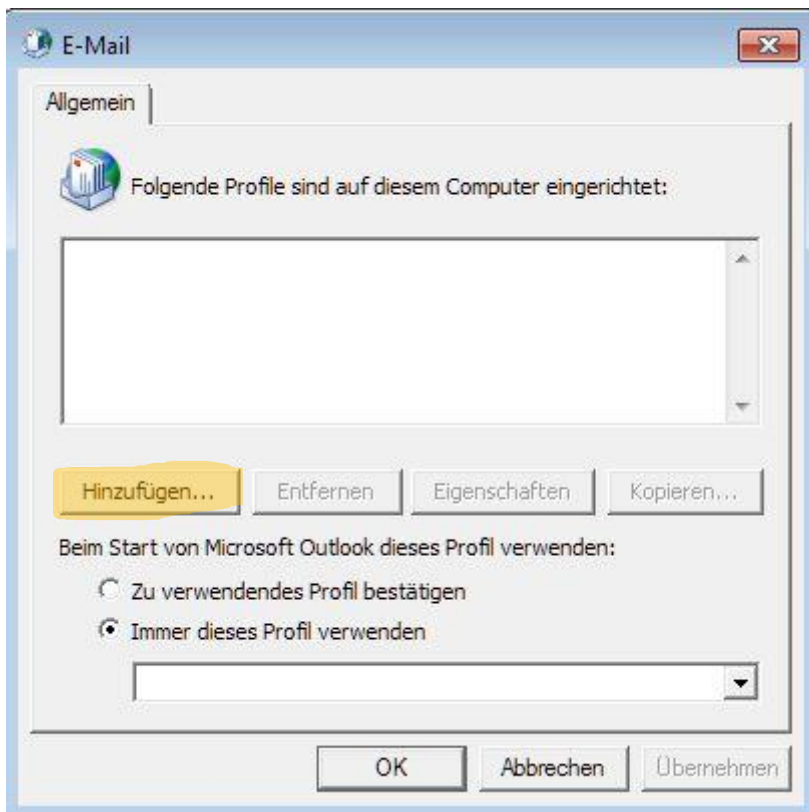 E-Mail
Allgemein
Folgende Profile sind auf diesem Computer eingerichtet:
Hinzufügen... Entfernen Eigenschaften Kopieren...
Beim Start von Microsoft Outlook dieses Profil verwenden:
Zu verwendendes Profil bestätigen
Immer dieses Profil verwenden
OK Abbrechen Übernehmen